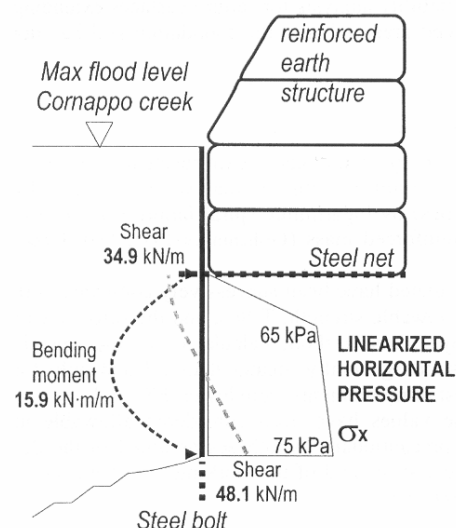 reinforced
earth
structure
Max flood level
Cornappo creek
Shear
34.9 kN/m
Steel net
65 kPa
LINEARIZED
HORIZONTAL
PRESSURE
σx
Bending
moment
15.9 kN·m/m
75 kPa
Shear
48.1 kN/m
Steel bolt